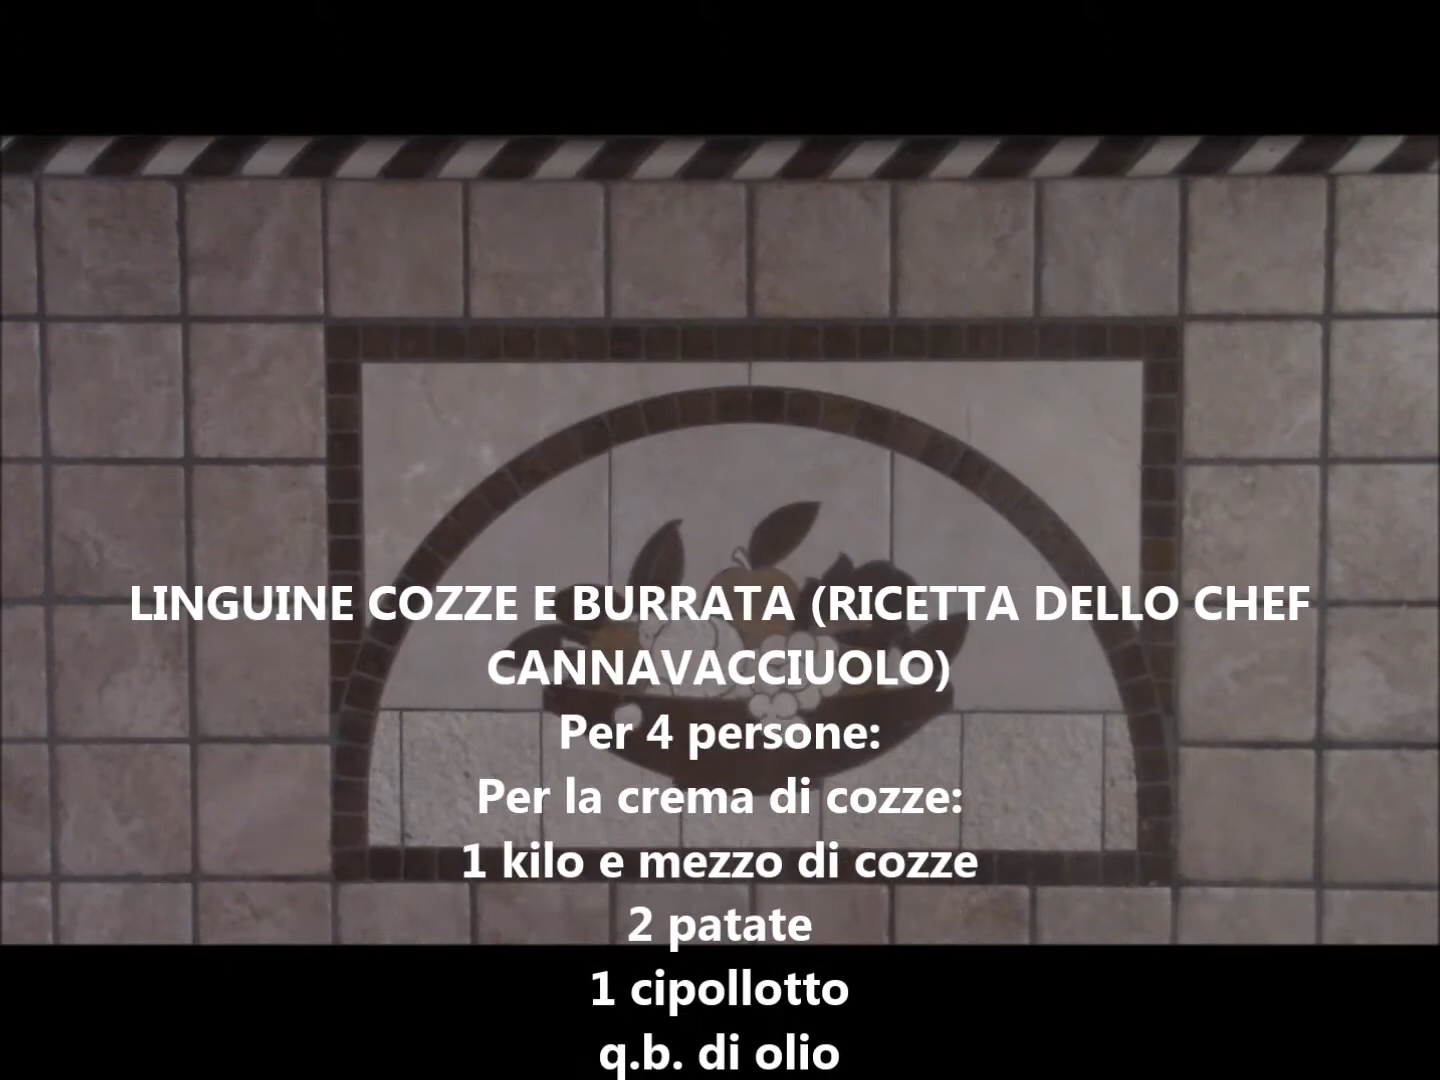 LINGUINE COZZE E BURRATA (RICETTA DELLO CHEF
CANNAVACCIUOLO)
Per 4 persone:
Per la crema di cozze:
1 kilo e mezzo di cozze
2 patate
1 cipollotto
q.b. di olio